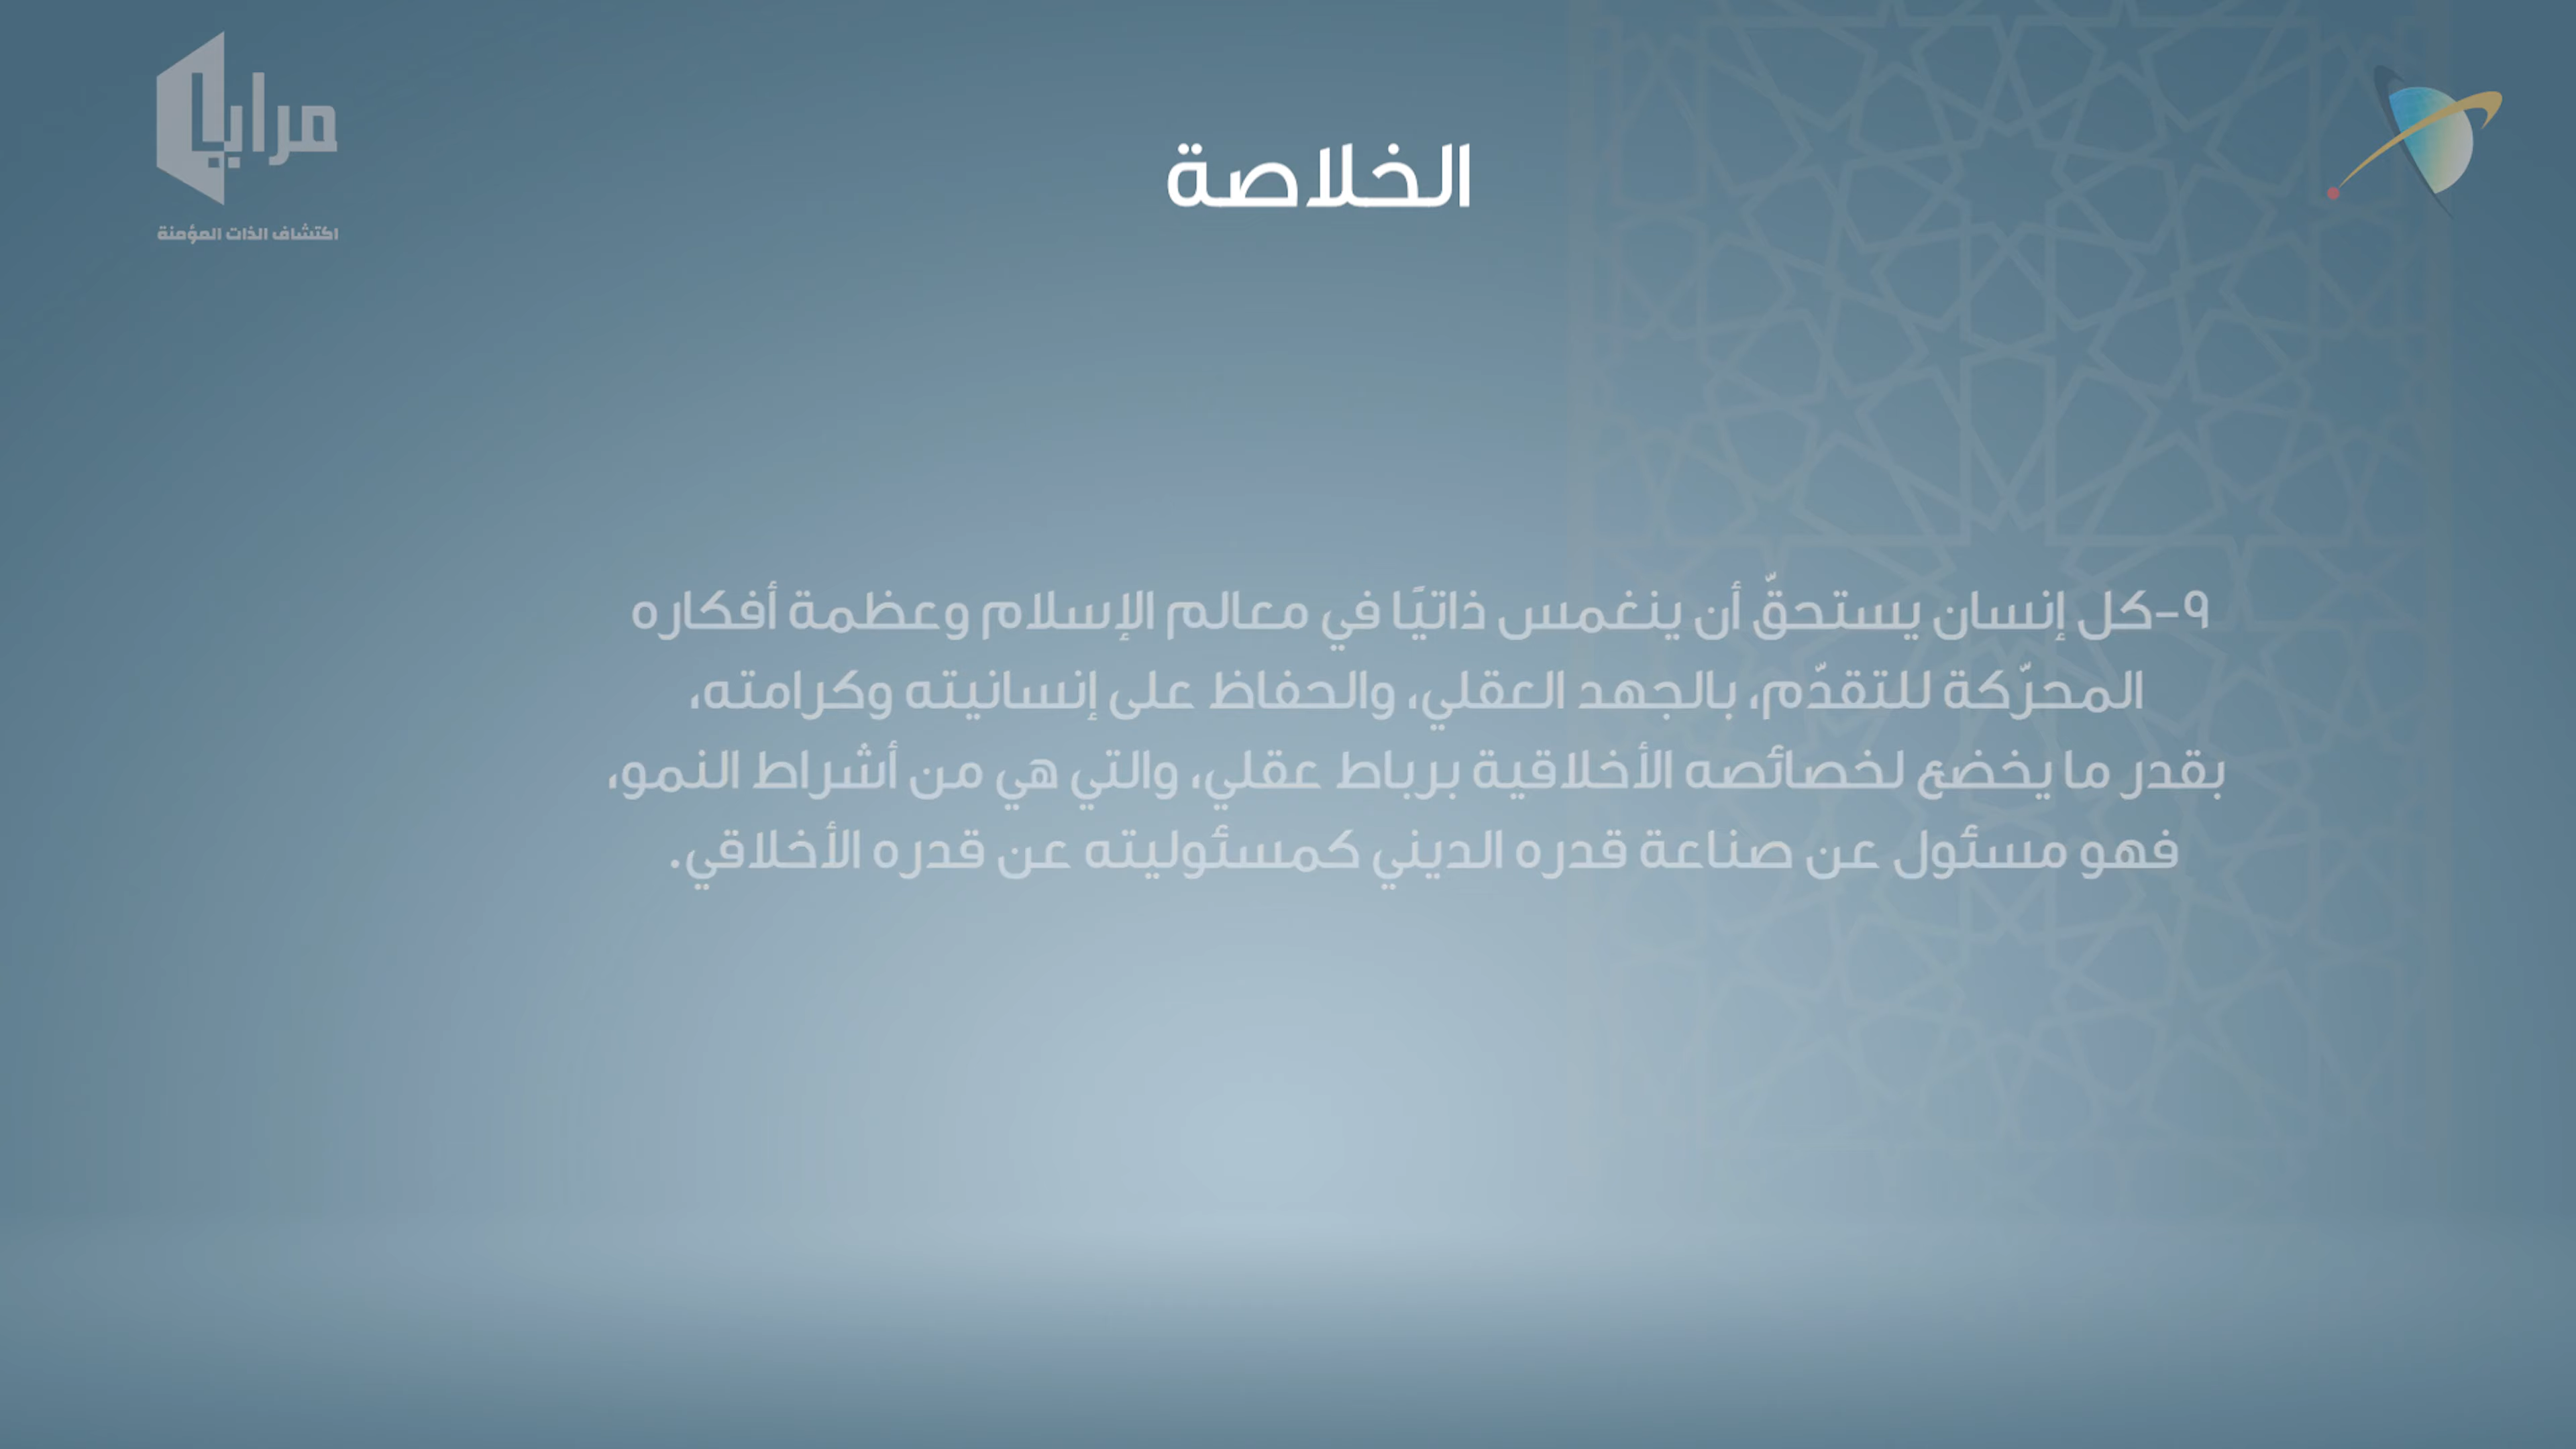 مرايا
اكتشاف الذات المؤمنة
الخلاصة
٩-كل إنسان يستحقّ أن ينغمس ذاتيًا في معالم الإسلام وعظمة أفكاره
المحرّكة للتقدّم، بالجهد العقلي، والحفاظ على إنسانيته وكرامته،
بقدر ما يخضع لخصائصه الأخلاقية برباط عقلي، والتي هي من أشراط النمو،
فهو مسئول عن صناعة قدره الديني كمسئوليته عن قدره الأخلاقي.